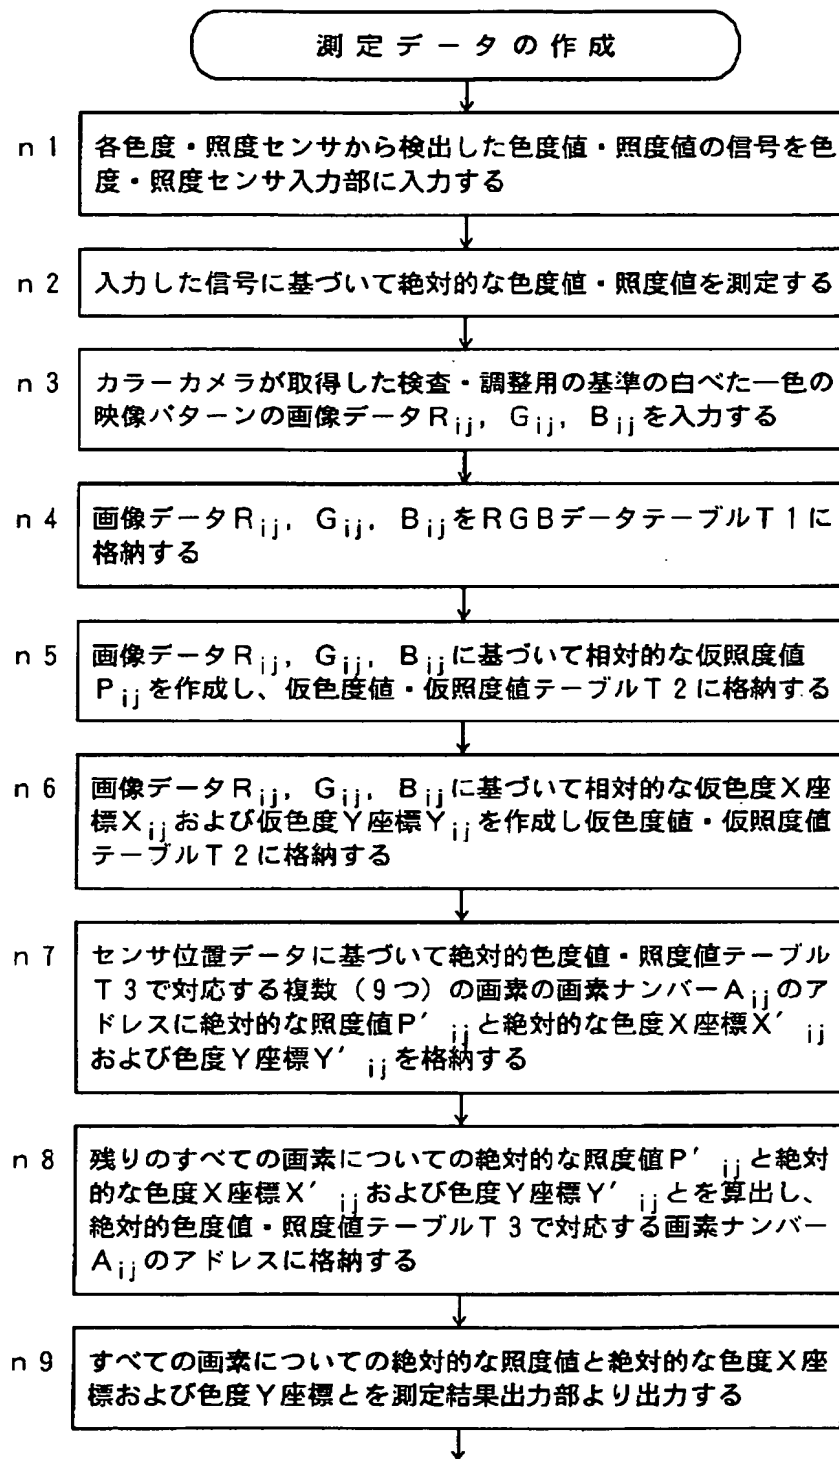 測定データの作成
n1 各色度・照度センサから検出した色度値・照度値の信号を色
度・照度センサ入力部に入力する
n2 入力した信号に基づいて絶対的な色度値・照度値を測定する
n3 カラーカメラが取得した検査・調整用の基準の白べた一色の
映像パターンの画像データRij, Gij, Bijを入力する
n4 画像データRij, Gij, BijをRGBデータテーブルT1に
格納する
n5 画像データRij, Gij, Bijに基づいて相対的な仮照度値
Pijを作成し、仮色度値・仮照度値テーブルT2に格納する
n6 画像データRij, Gij, Bijに基づいて相対的な仮色度X座
標Xijおよび仮色度Y座標Yijを作成し仮色度値・仮照度値
テーブルT2に格納する
n7 センサ位置データに基づいて絶対的色度値・照度値テーブル
T3で対応する複数（9つ）の画素の画素ナンバーAijのア
ドレスに絶対的な照度値P′ijと絶対的な色度X座標X′ij
および色度Y座標Y′ijを格納する
n8 残りのすべての画素についての絶対的な照度値P′ijと絶対
的な色度X座標X′ijおよび色度Y座標Y′ijとを算出し、
絶対的色度値・照度値テーブルT3で対応する画素ナンバー
Aijのアドレスに格納する
n9 すべての画素についての絶対的な照度値と絶対的な色度X座
標および色度Y座標とを測定結果出力部より出力する